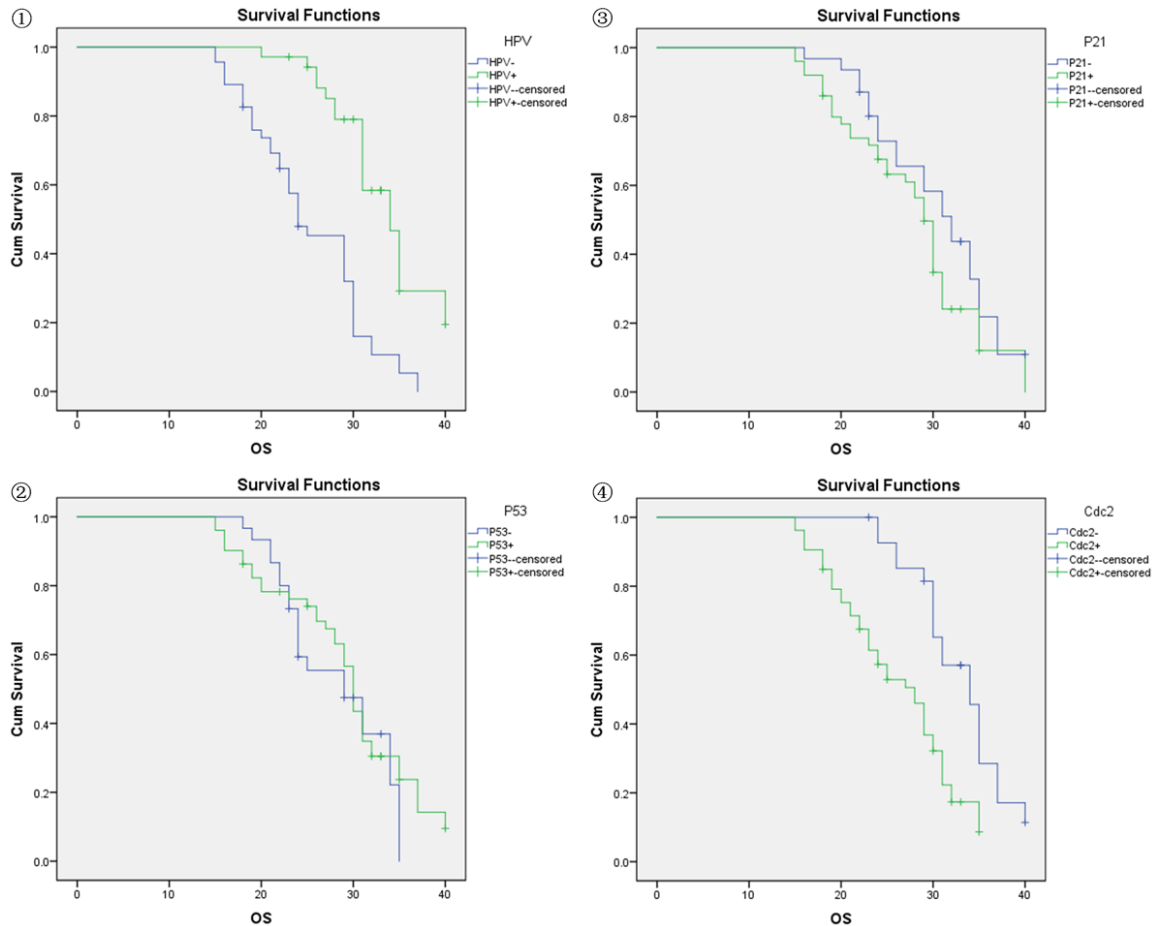 ①
Survival Functions
HPV
HPV-
HPV+
HPV--censored
HPV+-censored
Cum Survival
1.0
0.8
0.6
0.4
0.2
0.0
0 10 20 30 40
OS
③
Survival Functions
P21
P21-
P21+
P21--censored
P21+-censored
Cum Survival
1.0
0.8
0.6
0.4
0.2
0.0
0 10 20 30 40
OS
②
Survival Functions
P53
P53-
P53+
P53--censored
P53+-censored
Cum Survival
1.0
0.8
0.6
0.4
0.2
0.0
0 10 20 30 40
OS
④
Survival Functions
Cdc2
Cdc2-
Cdc2+
Cdc2--censored
Cdc2+-censored
Cum Survival
1.0
0.8
0.6
0.4
0.2
0.0
0 10 20 30 40
OS